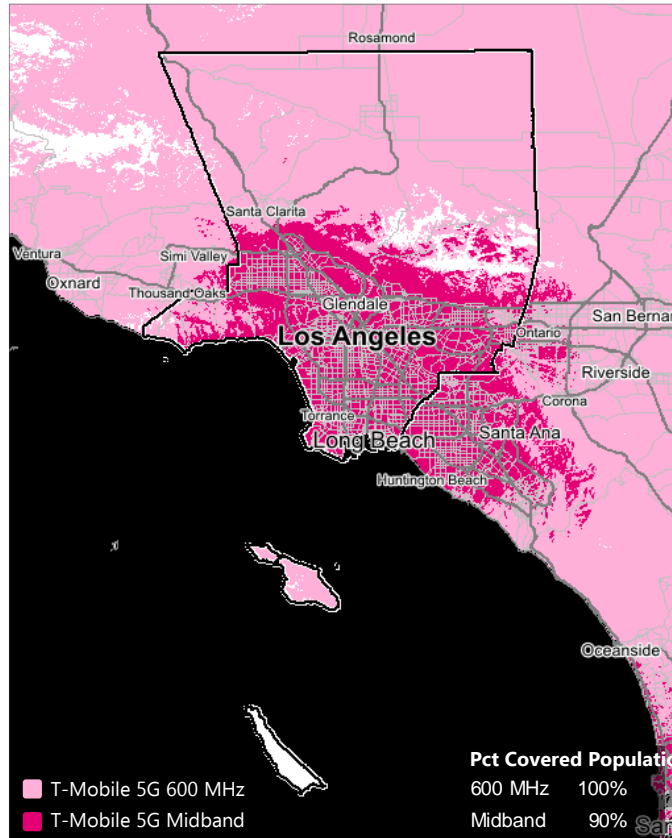 Rosamond
Santa Clarita
Ventura
Simi Valley
Oxnard
Thousand Oaks
Glendale
San Bernar
Los Angeles
Ontario
Riverside
Corona
Torrance
Long Beach
Santa Ana
Huntington Beach
Oceanside
Pct Covered Populatio
T-Mobile 5G 600 MHz
600 MHz 100%
T-Mobile 5G Midband
Midband 90%
San